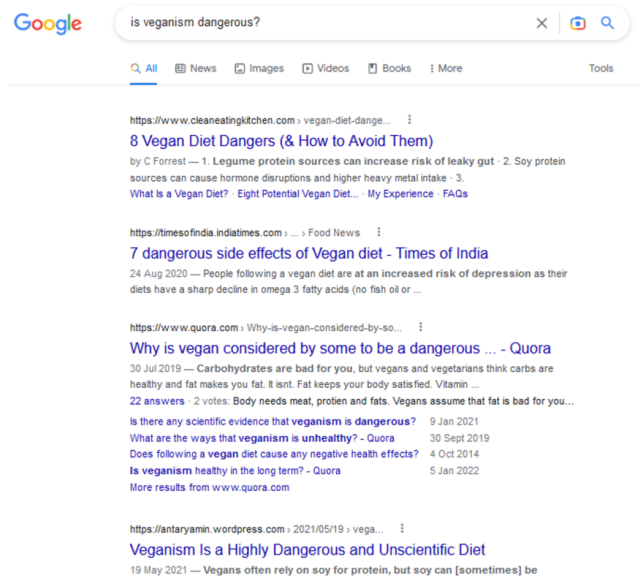 Google
is veganism dangerous?
All News Images Videos Books More Tools
https://www.cleaneatingkitchen.com › vegan-diet-dange...
8 Vegan Diet Dangers (& How to Avoid Them)
by C Forrest — 1. Legume protein sources can increase risk of leaky gut · 2. Soy protein
sources can cause hormone disruptions and higher heavy metal intake · 3.
What Is a Vegan Diet? · Eight Potential Vegan Diet... · My Experience · FAQs
https://timesofindia.indiatimes.com › ... › Food News
7 dangerous side effects of Vegan diet - Times of India
24 Aug 2020 — People following a vegan diet are at an increased risk of depression as their
diets have a sharp decline in omega 3 fatty acids (no fish oil or ...
https://www.quora.com › Why-is-vegan-considered-by-so...
Why is vegan considered by some to be a dangerous ... - Quora
30 Jul 2019 — Carbohydrates are bad for you, but vegans and vegetarians think carbs are
healthy and fat makes you fat. It isnt. Fat keeps your body satisfied. Vitamin ...
22 answers · 2 votes: Body needs meat, protien and fats. Vegans assume that fat is bad for you...
Is there any scientific evidence that veganism is dangerous? 9 Jan 2021
What are the ways that veganism is unhealthy? - Quora 30 Sept 2019
Does following a vegan diet cause any negative health effects? 4 Oct 2014
Is veganism healthy in the long term? - Quora 5 Jan 2022
More results from www.quora.com
https://antaryamin.wordpress.com › 2021/05/19 › vega...
Veganism Is a Highly Dangerous and Unscientific Diet
19 May 2021 — Vegans often rely on soy for protein, but soy can [sometimes] be